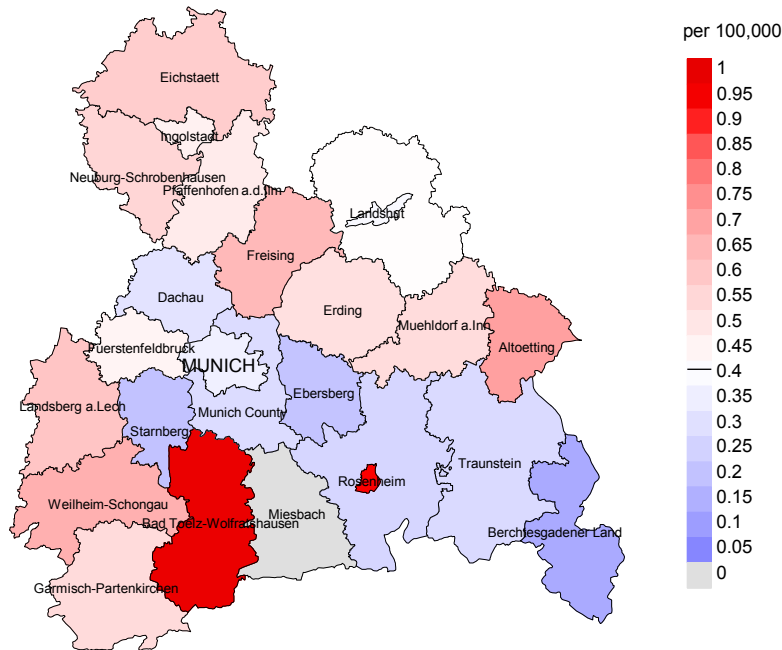 per 100,000
1
0.95
0.9
0.85
0.8
0.75
0.7
0.65
0.6
0.55
0.5
0.45
0.4
0.35
0.3
0.25
0.2
0.15
0.1
0.05
0
Eichstaett
Ingolstadt
Neuburg-Schrobenhausen
Pfaffenhofen a.d.Ilm
Landshut
Freising
Dachau
Erding
Muehldorf a.Inn
Altoetting
Fuerstenfeldbruck
MUNICH
Ebersberg
Landsberg a.Lech
Munich County
Starnberg
Traunstein
Rosenheim
Weilheim-Schongau
Miesbach
Bad Toelz-Wolfratshausen
Berchtesgadener Land
Garmisch-Partenkirchen